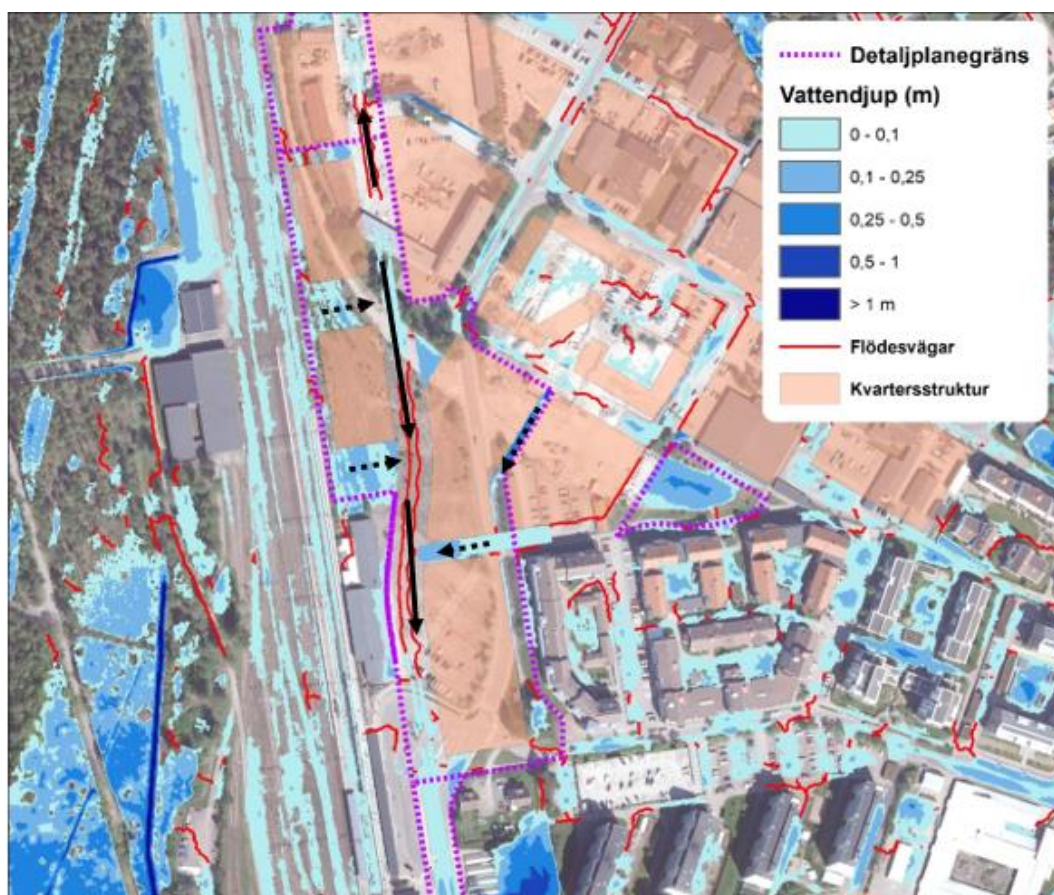 Detaljplanegräns
Vattendjup (m)
0 - 0,1
0,1 - 0,25
0,25 - 0,5
0,5 - 1
> 1 m
Flödesvägar
Kvartersstruktur